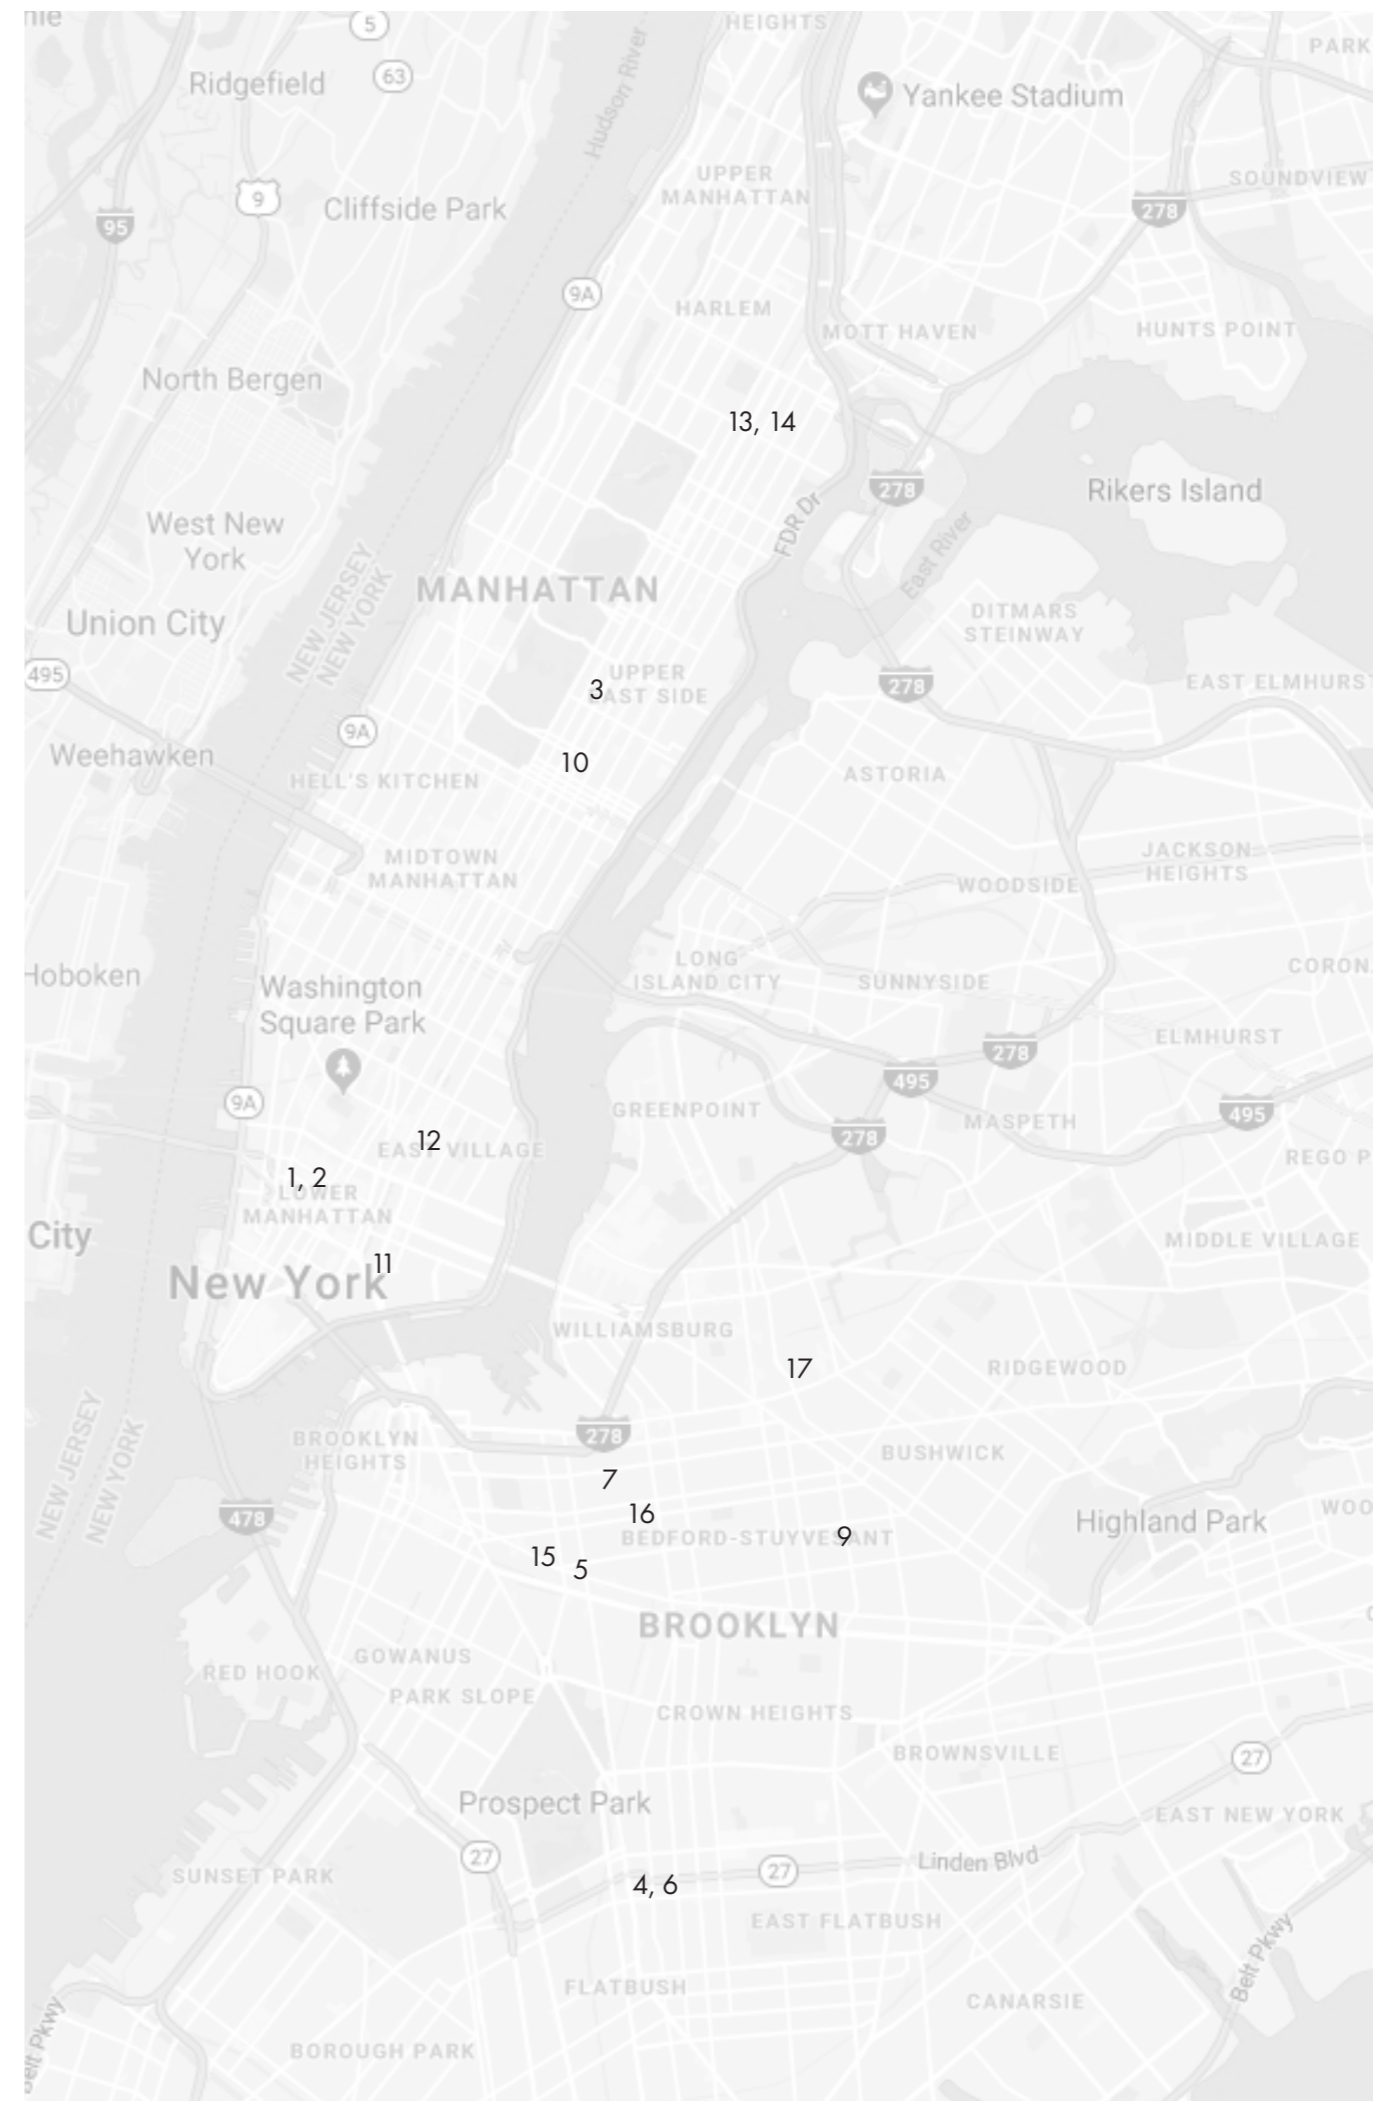 5
HEIGHTS
PARK
Ridgefield
63
Hudson River
Yankee Stadium
UPPER
MANHATTAN
SOUNDVIEW
9
Cliffside Park
278
95
9A
HARLEM
MOTT HAVEN
HUNTS POINT
North Bergen
13, 14
278
Rikers Island
FDR Dr
West New
York
East River
NEW JERSEY
NEW YORK
MANHATTAN
DITMARS
STEINWAY
Union City
495
3
UPPER
EAST SIDE
278
EAST ELMHURST
9A
Weehawken
10
HELL'S KITCHEN
ASTORIA
MIDTOWN
MANHATTAN
JACKSON
HEIGHTS
WOODSIDE
Hoboken
LONG
ISLAND CITY
SUNNYSIDE
CORON
Washington
Square Park
ELMHURST
278
495
9A
GREENPOINT
MASPETH
495
278
12
EAST VILLAGE
REGO P
1, 2
LOWER
MANHATTAN
City
MIDDLE VILLAGE
11
New York
WILLIAMSBURG
17
RIDGEWOOD
NEW JERSEY
NEW YORK
278
BROOKLYN
HEIGHTS
BUSHWICK
7
478
16
Highland Park
WOO
BEDFORD-STUYVESANT
9
15
5
BROOKLYN
GOWANUS
RED HOOK
PARK SLOPE
CROWN HEIGHTS
BROWNSVILLE
27
Prospect Park
EAST NEW YORK
27
27
Linden Blvd
SUNSET PARK
4, 6
EAST FLATBUSH
Belt Pkwy
FLATBUSH
CANARSIE
Belt Pkwy
BOROUGH PARK